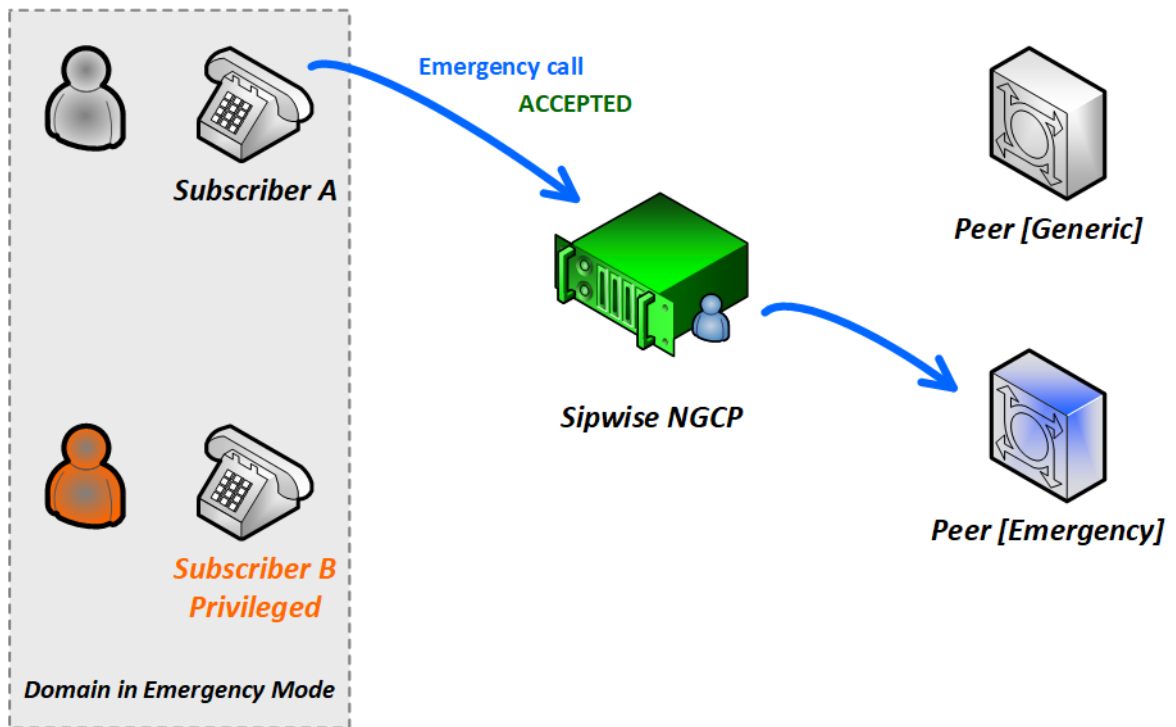 Emergency call
ACCEPTED
Subscriber A
Peer [Generic]
Sipwise NGCP
Peer [Emergency]
Subscriber B
Privileged
Domain in Emergency Mode